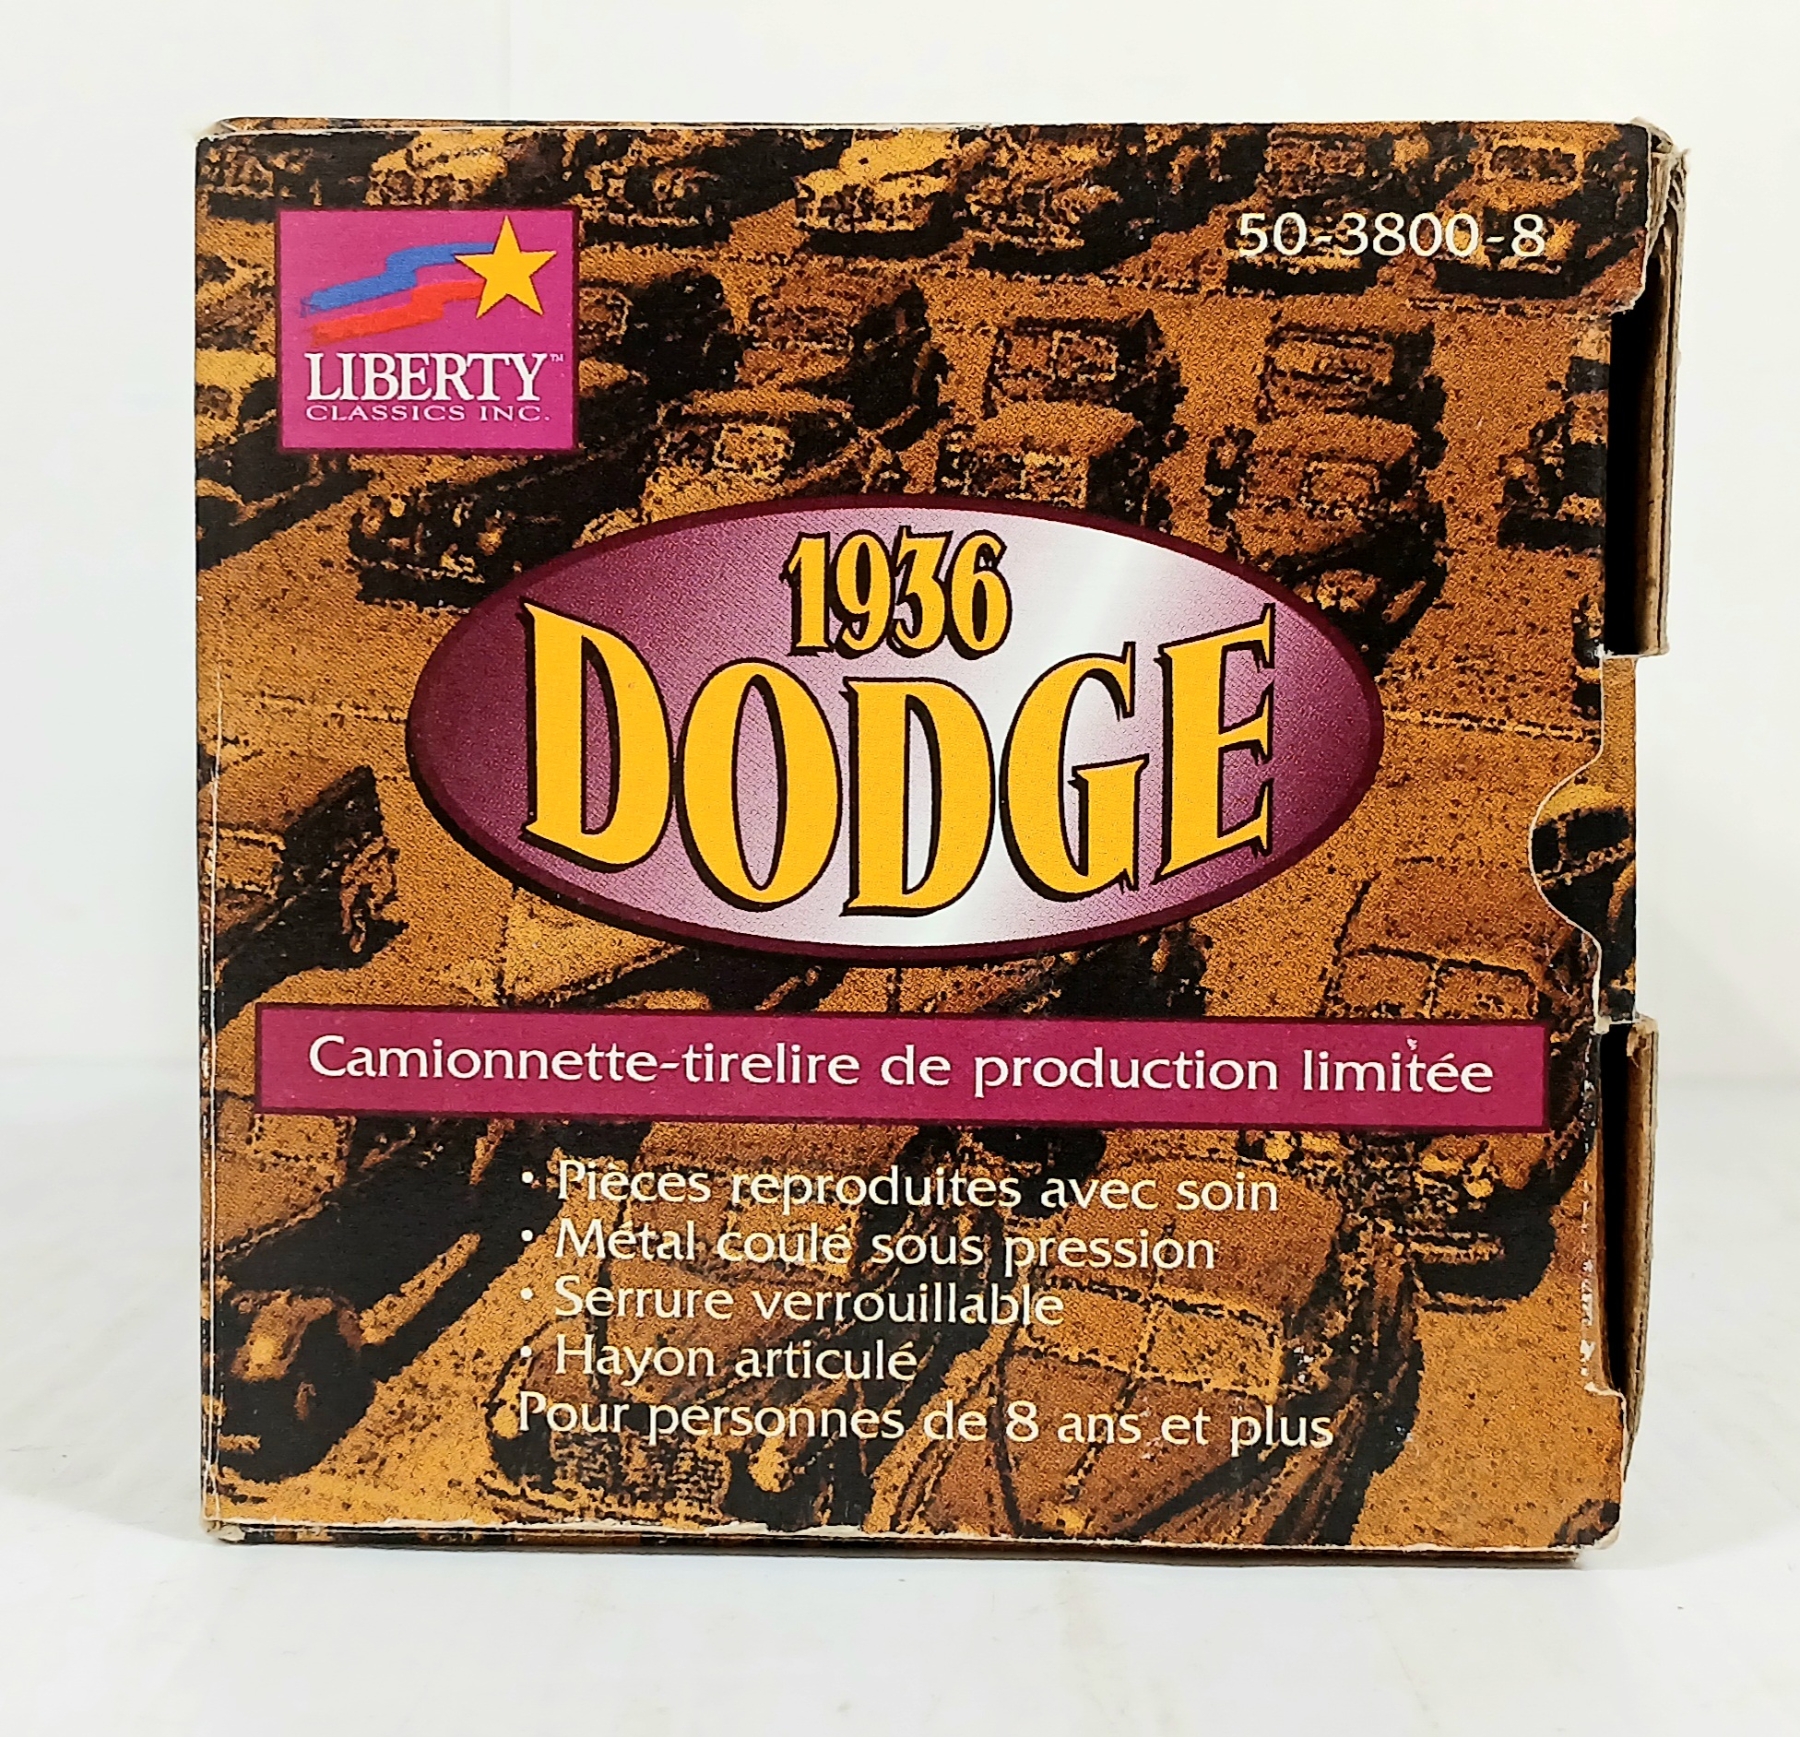 50-3800-8
LIBERTY™
CLASSICS INC.
1936
DODGE
Camionnette-tirelire de production limitée
• Pièces reproduites avec soin
• Métal coulé sous pression
• Serrure verrouillable
• Hayon articulé
Pour personnes de 8 ans et plus